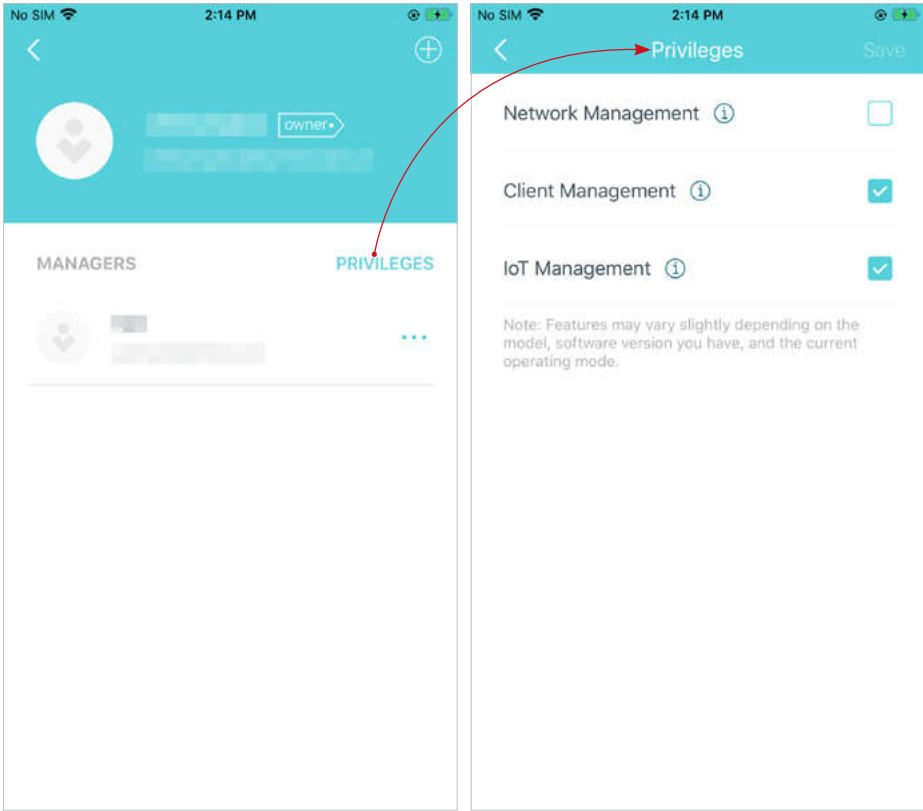 No SIM 2:14 PM
owner
MANAGERS PRIVILEGES
No SIM 2:14 PM
Privileges Save
Network Management
Client Management
IoT Management
Note: Features may vary slightly depending on the
model, software version you have, and the current
operating mode.